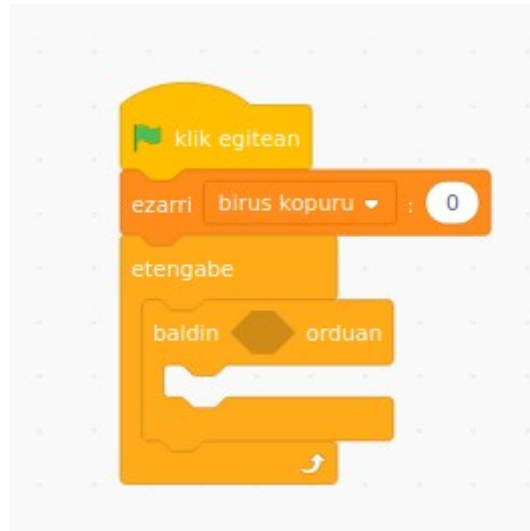 klik egitean
ezarri birus kopuru : 0
etengabe
baldin orduan